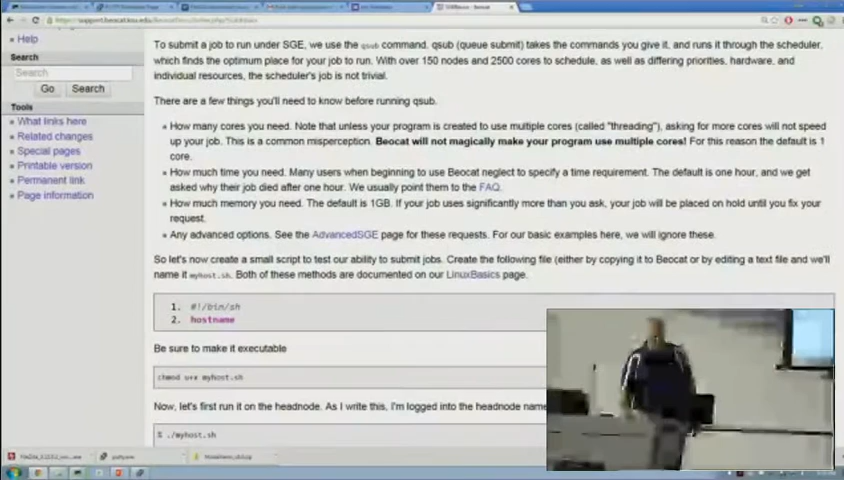 Help
Search
Search
Go Search
Tools
What links here
Related changes
Special pages
Printable version
Permanent link
Page information
To submit a job to run under SGE, we use the qsub command. qsub (queue submit) takes the commands you give it, and runs it through the scheduler,
which finds the optimum place for your job to run. With over 150 nodes and 2500 cores to schedule, as well as differing priorities, hardware, and
individual resources, the scheduler's job is not trivial.
There are a few things you'll need to know before running qsub.
How many cores you need. Note that unless your program is created to use multiple cores (called "threading"), asking for more cores will not speed
up your job. This is a common misperception. Beocat will not magically make your program use multiple cores! For this reason the default is 1
core.
How much time you need. Many users when beginning to use Beocat neglect to specify a time requirement. The default is one hour, and we get
asked why their job died after one hour. We usually point them to the FAQ.
How much memory you need. The default is 1GB. If your job uses significantly more than you ask, your job will be placed on hold until you fix your
request.
Any advanced options. See the AdvancedSGE page for these requests. For our basic examples here, we will ignore these.
So let's now create a small script to test our ability to submit jobs. Create the following file (either by copying it to Beocat or by editing a text file and we'll
name it myhost.sh. Both of these methods are documented on our LinuxBasics page.
1. #!/bin/sh
2. hostname
Be sure to make it executable
chmod u+x myhost.sh
Now, let's first run it on the headnode. As I write this, I'm logged into the headnode name
$ ./myhost.sh